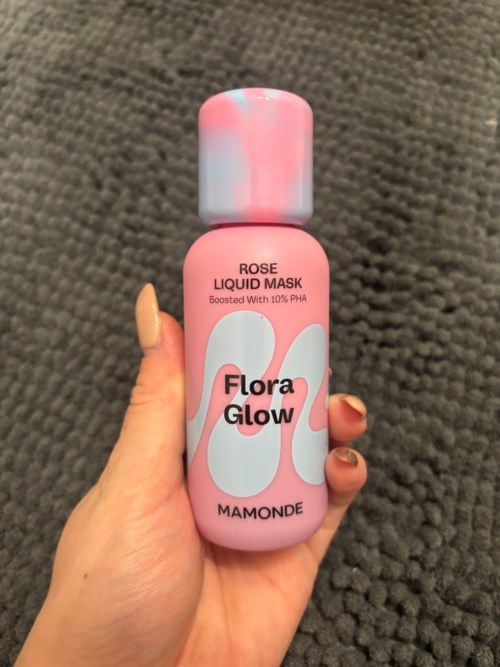 ROSE
LIQUID MASK
Boosted With 10% PHA
Flora
Glow
MAMONDE